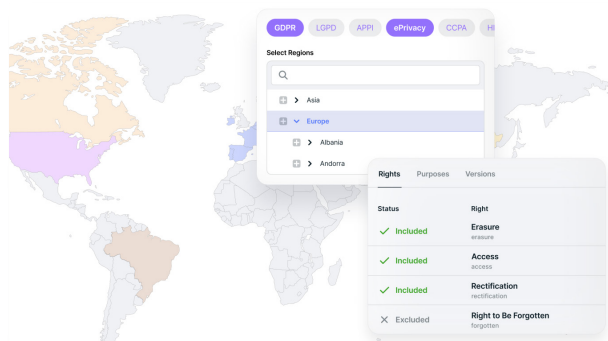 GDPR LGPD APPI ePrivacy CCPA
Select Regions
Asia
Europe
Albania
Andorra
Rights Purposes Versions
Status Right
Included Erasure
erasure
Included Access
access
Included Rectification
rectification
Excluded Right to Be Forgotten
forgotten